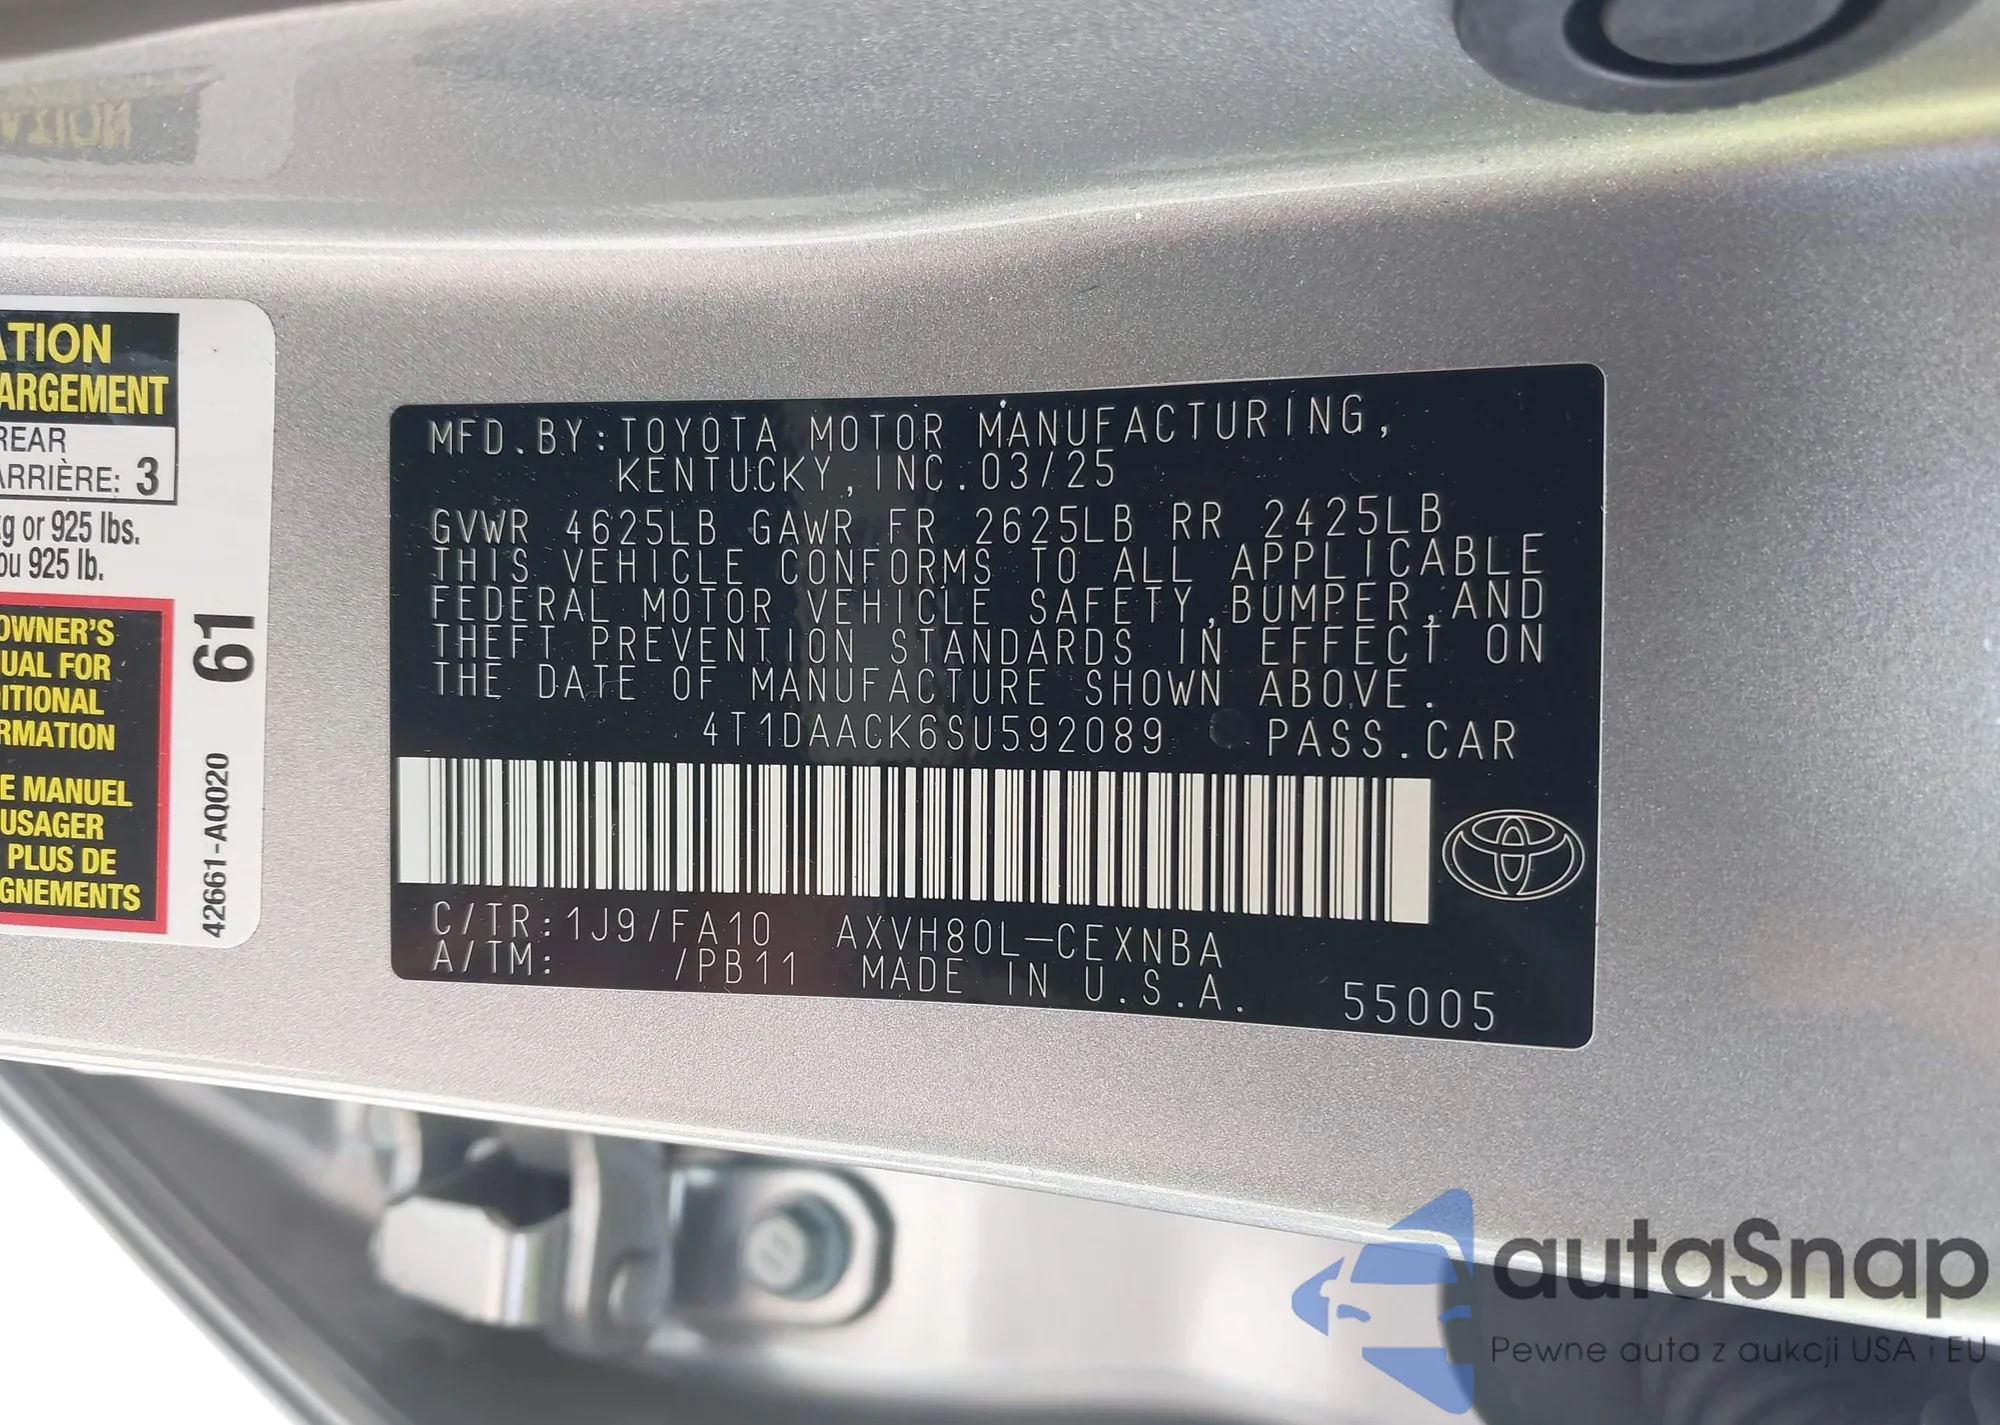 ATION
ARGEMENT
REAR
ARRIÈRE: 3
kg or 925 lbs.
ou 925 lb.
OWNER'S
UAL FOR
DITIONAL
RMATION
E MANUEL
USAGER
PLUS DE
GNEMENTS
61
42661-AQ020
MFD.BY:TOYOTA MOTOR MANUFACTURING,
KENTUCKY,INC.03/25
GVWR 4625LB GAWR FR 2625LB RR 2425LB
THIS VEHICLE CONFORMS TO ALL APPLICABLE
FEDERAL MOTOR VEHICLE SAFETY,BUMPER,AND
THEFT PREVENTION STANDARDS IN EFFECT ON
THE DATE OF MANUFACTURE SHOWN ABOVE.
4T1DAACK6SU592089 PASS.CAR
C/TR:1J9/FA10 AXVH80L-CEXNBA
A/TM: /PB11 MADE IN U.S.A. 55005
autaSnap
Pewne auta z aukcji USA i EU